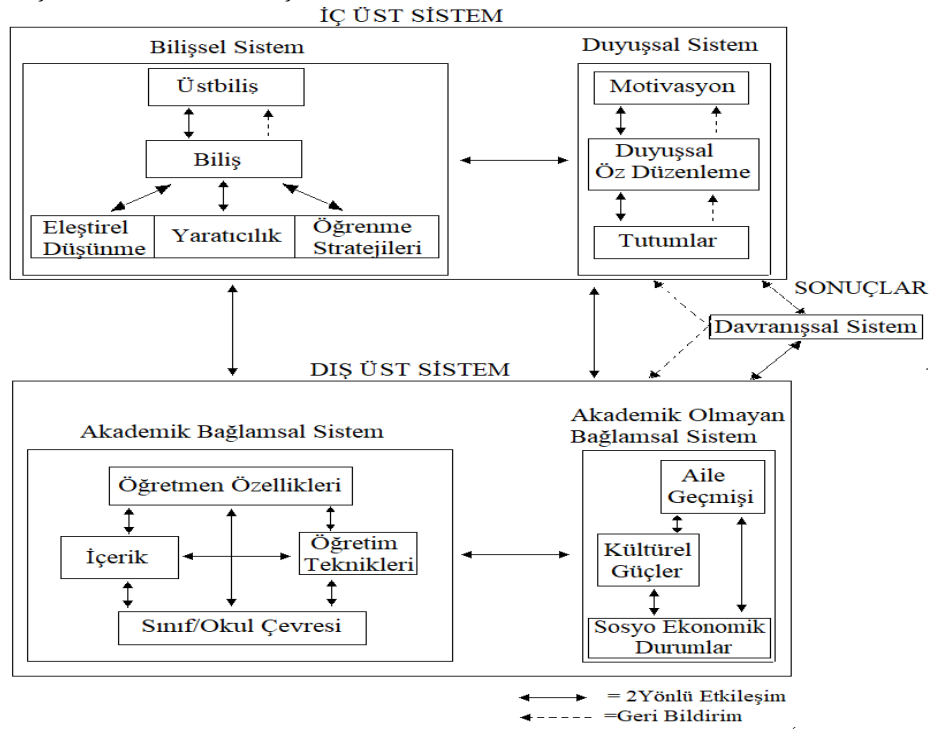 İÇ ÜST SİSTEM
Bilişsel Sistem
Duyuşsal Sistem
Üstbiliş
Biliş
Eleştirel
Düşünme
Yaratıcılık
Öğrenme
Stratejileri
Motivasyon
Duyuşsal
Öz Düzenleme
Tutumlar
SONUÇLAR
Davranışsal Sistem
DIŞ ÜST SİSTEM
Akademik Bağlamsal Sistem
Akademik Olmayan
Bağlamsal Sistem
Öğretmen Özellikleri
İçerik
Öğretim
Teknikleri
Sınıf/Okul Çevresi
Aile
Geçmişi
Kültürel
Güçler
Sosyo Ekonomik
Durumlar
= 2Yönlü Etkileşim
=Geri Bildirim